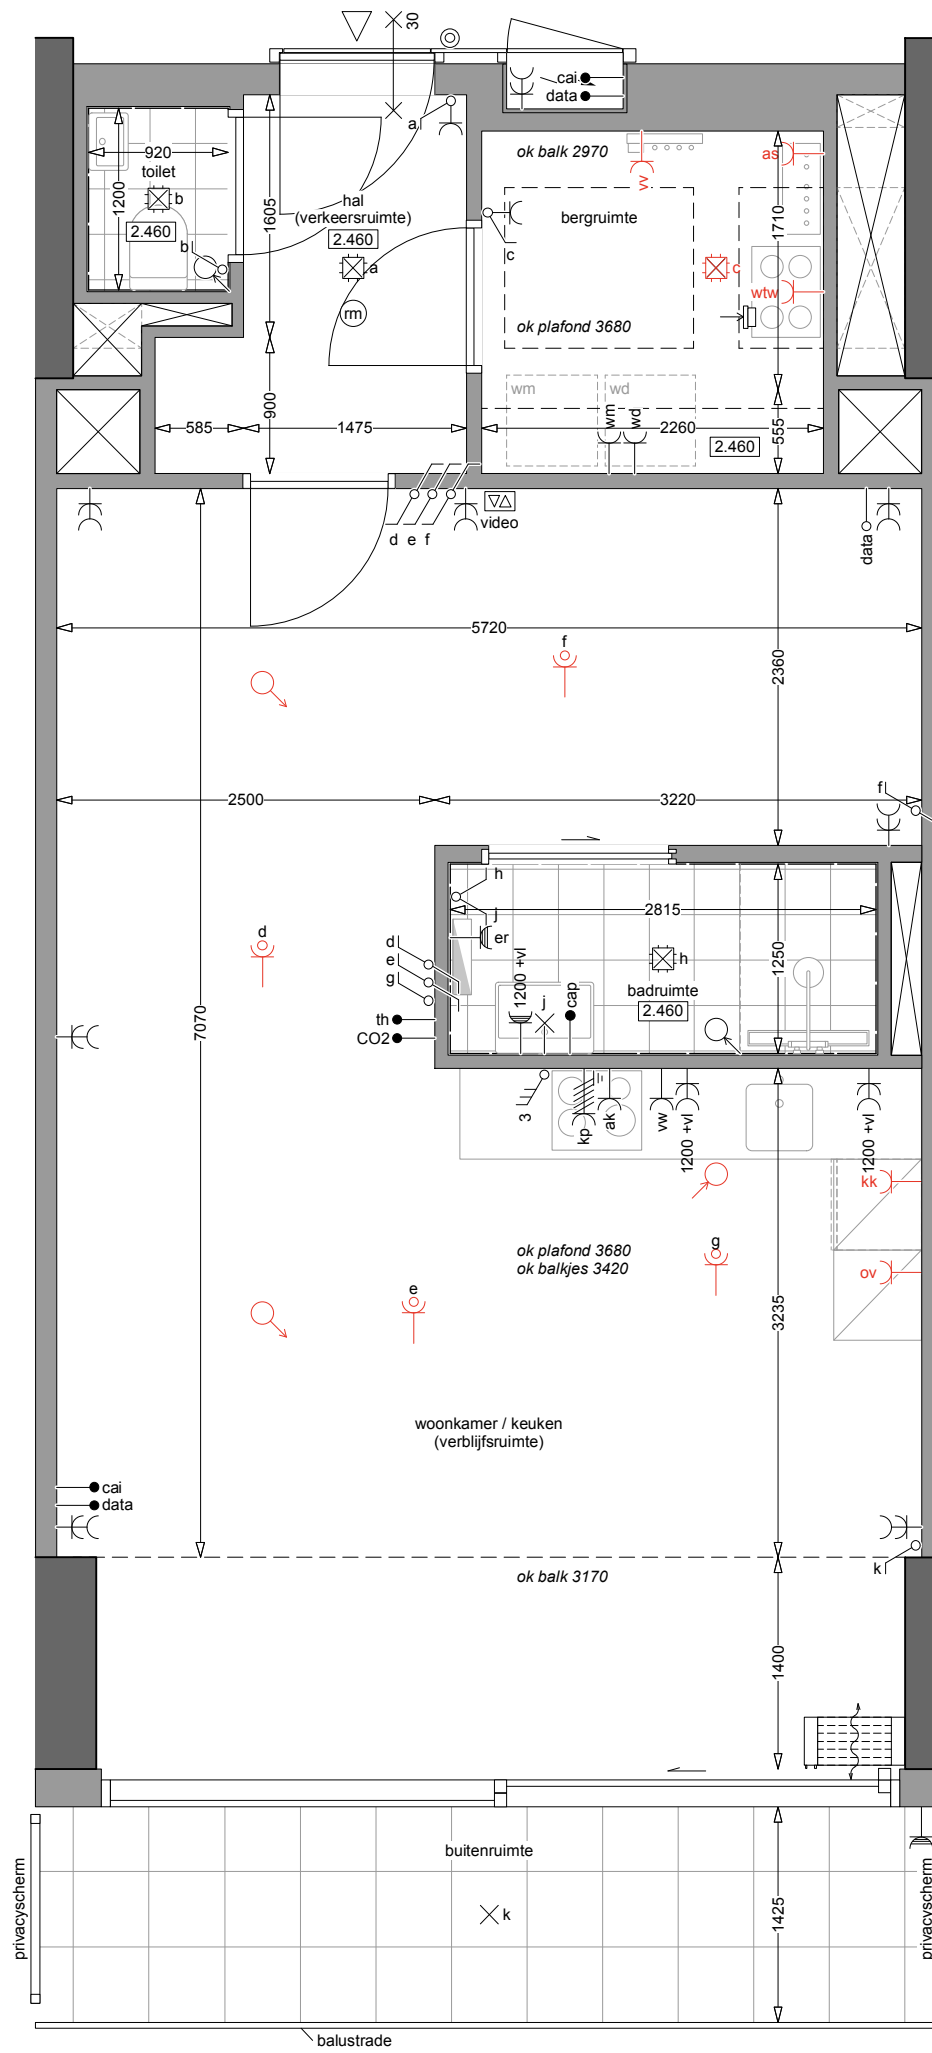 30
cai
data
a
ok balk 2970
as
920
toilet
1200
b
2.460
b
1605
hal
(verkeersruimte)
2.460
a
rm
vv
bergruimte
1710
c
c
wtw
ok plafond 3680
900
585
1475
wm
wd
wm
wd
2260
555
2.460
d e f
video
data
5720
f
2360
2500
3220
f
7070
h
2815
j
er
d
d
e
g
th
CO2
1200 +vl
j
cap
h
badruimte
2.460
1250
3
kp
ak
vw
1200 +vl
1200 +vl
kk
ok plafond 3680
ok balkjes 3420
g
ov
e
3235
woonkamer / keuken
(verblijfsruimte)
cai
data
k
ok balk 3170
1400
buitenruimte
privacyscherm
k
1425
privacyscherm
balustrade